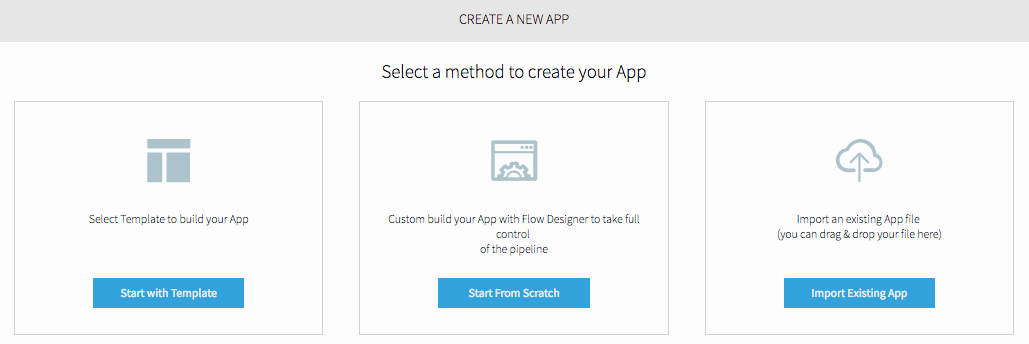 CREATE A NEW APP
Select a method to create your App
Select Template to build your App
Start with Template
Custom build your App with Flow Designer to take full
control
of the pipeline
Start From Scratch
Import an existing App file
(you can drag & drop your file here)
Import Existing App